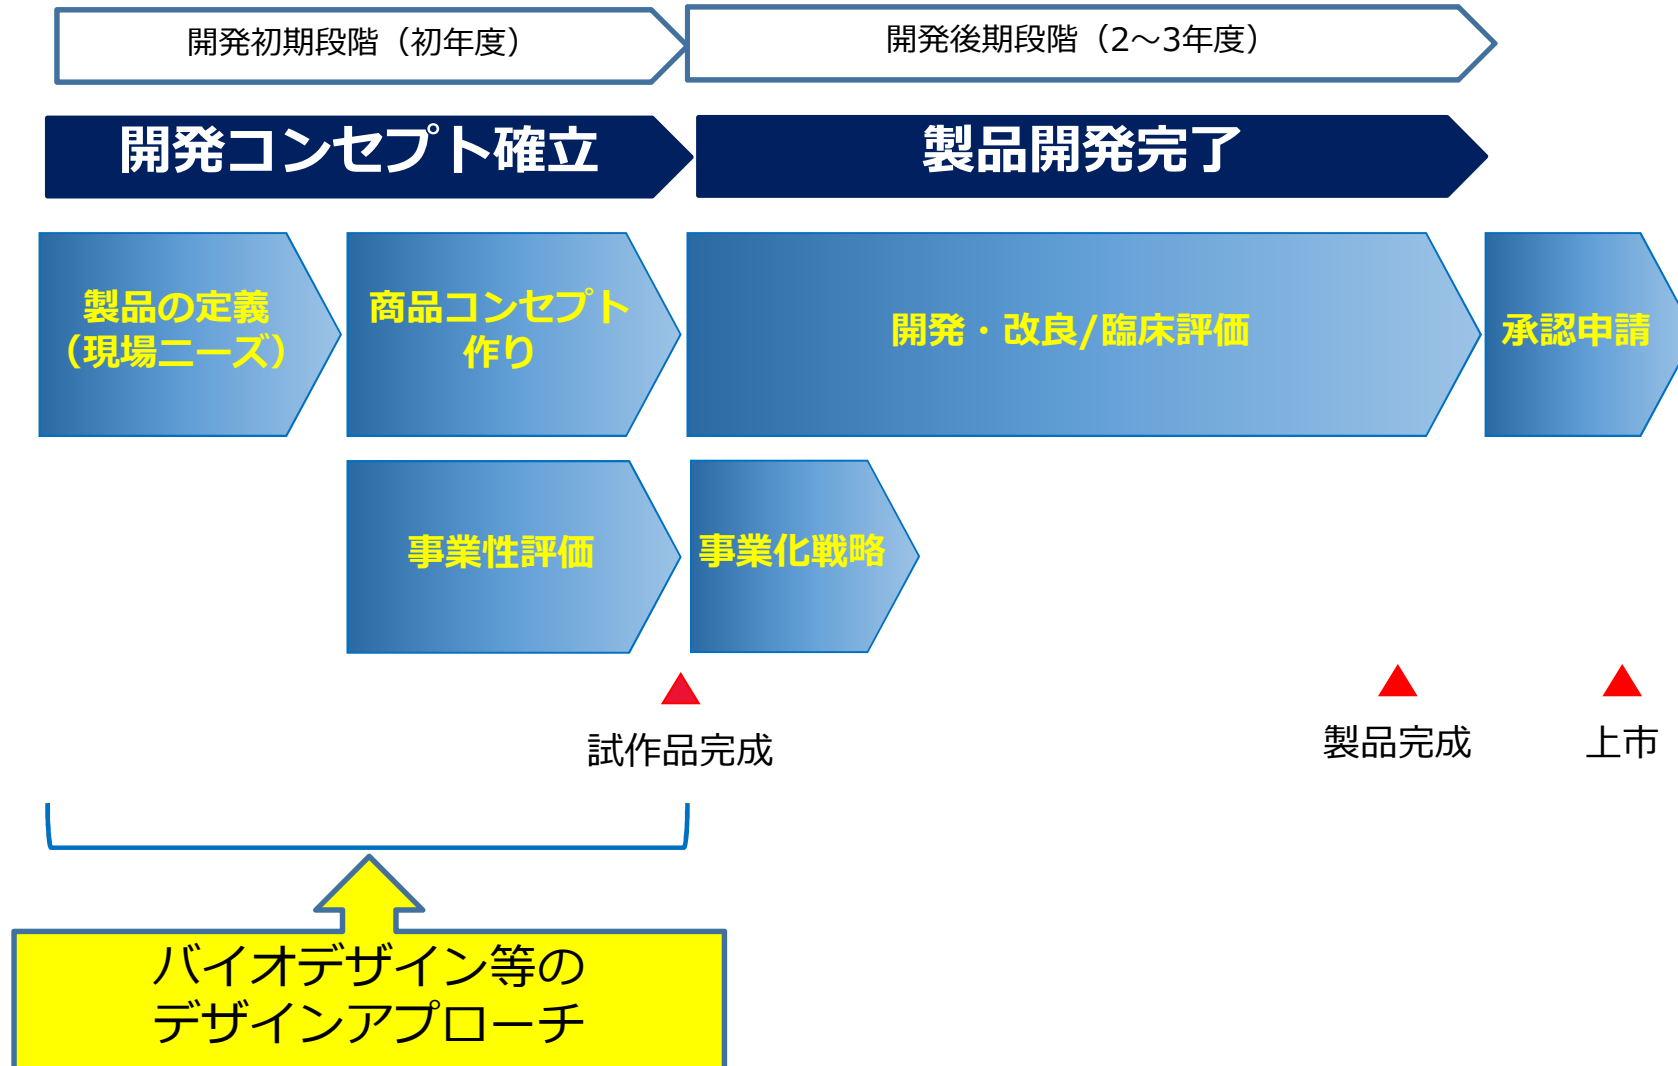 開発初期段階（初年度）
開発後期段階（2～3年度）
開発コンセプト確立
製品開発完了
製品の定義
（現場ニーズ）
商品コンセプト
作り
開発・改良/臨床評価
承認申請
事業性評価
事業化戦略
試作品完成
製品完成
上市
バイオデザイン等の
デザインアプローチ